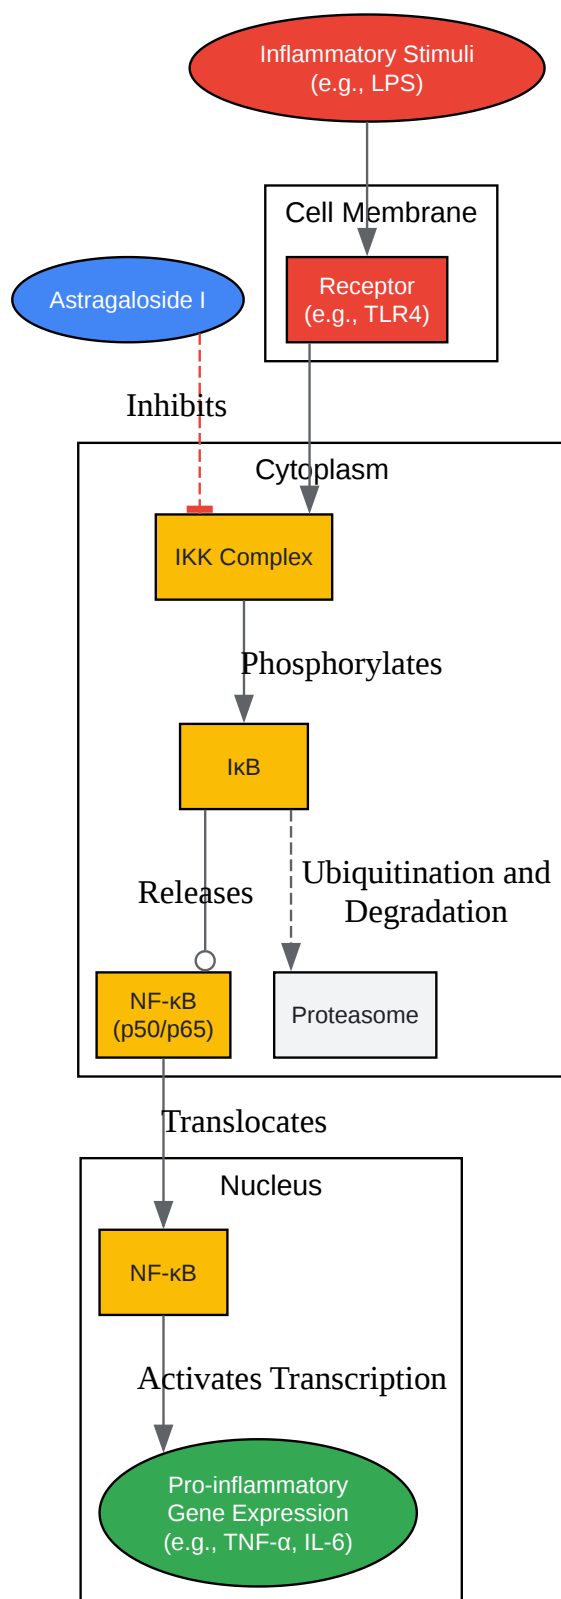 Inflammatory Stimuli
(e.g., LPS)
Cell Membrane
Receptor
(e.g., TLR4)
Astragaloside I
Inhibits
Cytoplasm
IKK Complex
Phosphorylates
IκB
Releases
Ubiquitination and
Degradation
NF-κB
(p50/p65)
Proteasome
Translocates
Nucleus
NF-κB
Activates Transcription
Pro-inflammatory
Gene Expression
(e.g., TNF-α, IL-6)